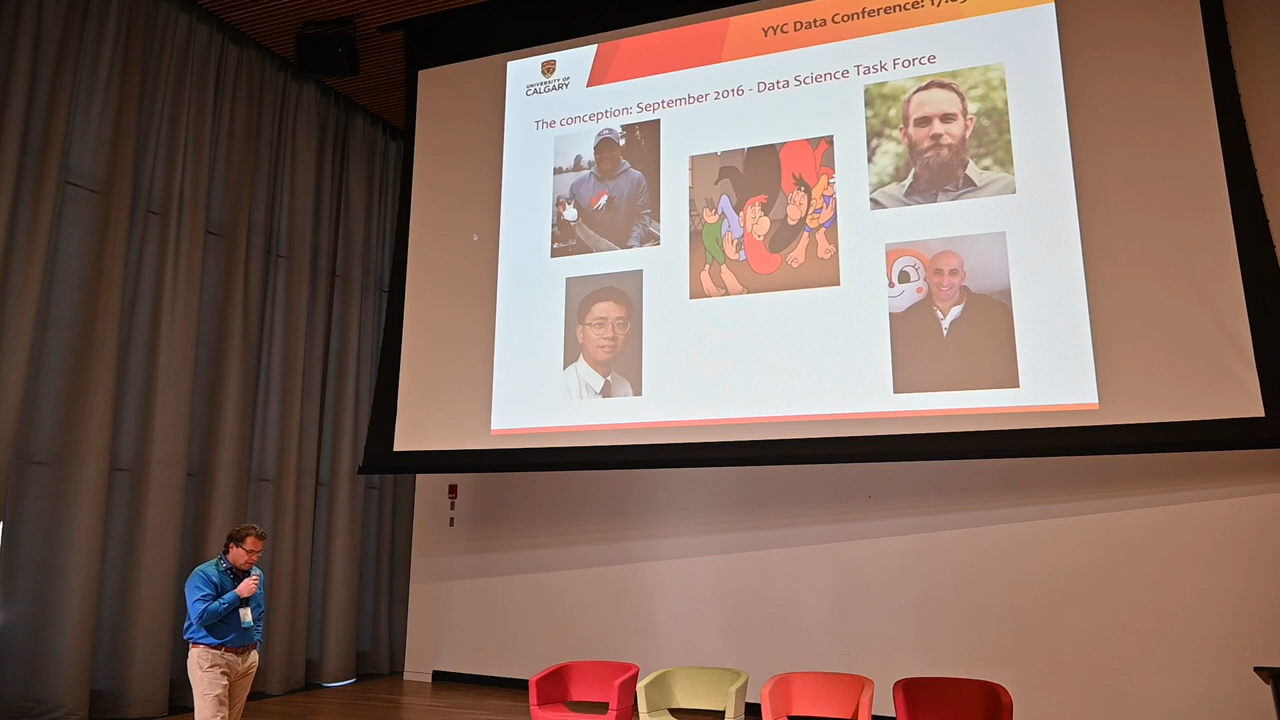 YYC Data Conference:
UNIVERSITY OF
CALGARY
The conception: September 2016 - Data Science Task Force